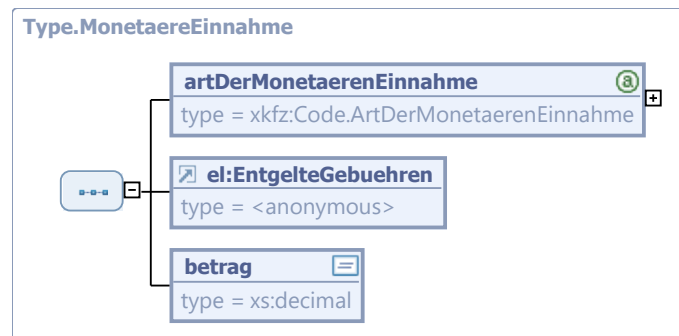 Type.MonetaereEinnahme
artDerMonetaerenEinnahme
type = xkfz:Code.ArtDerMonetaerenEinnahme
el:EntgelteGebuehren
type = <anonymous>
betrag
type = xs:decimal